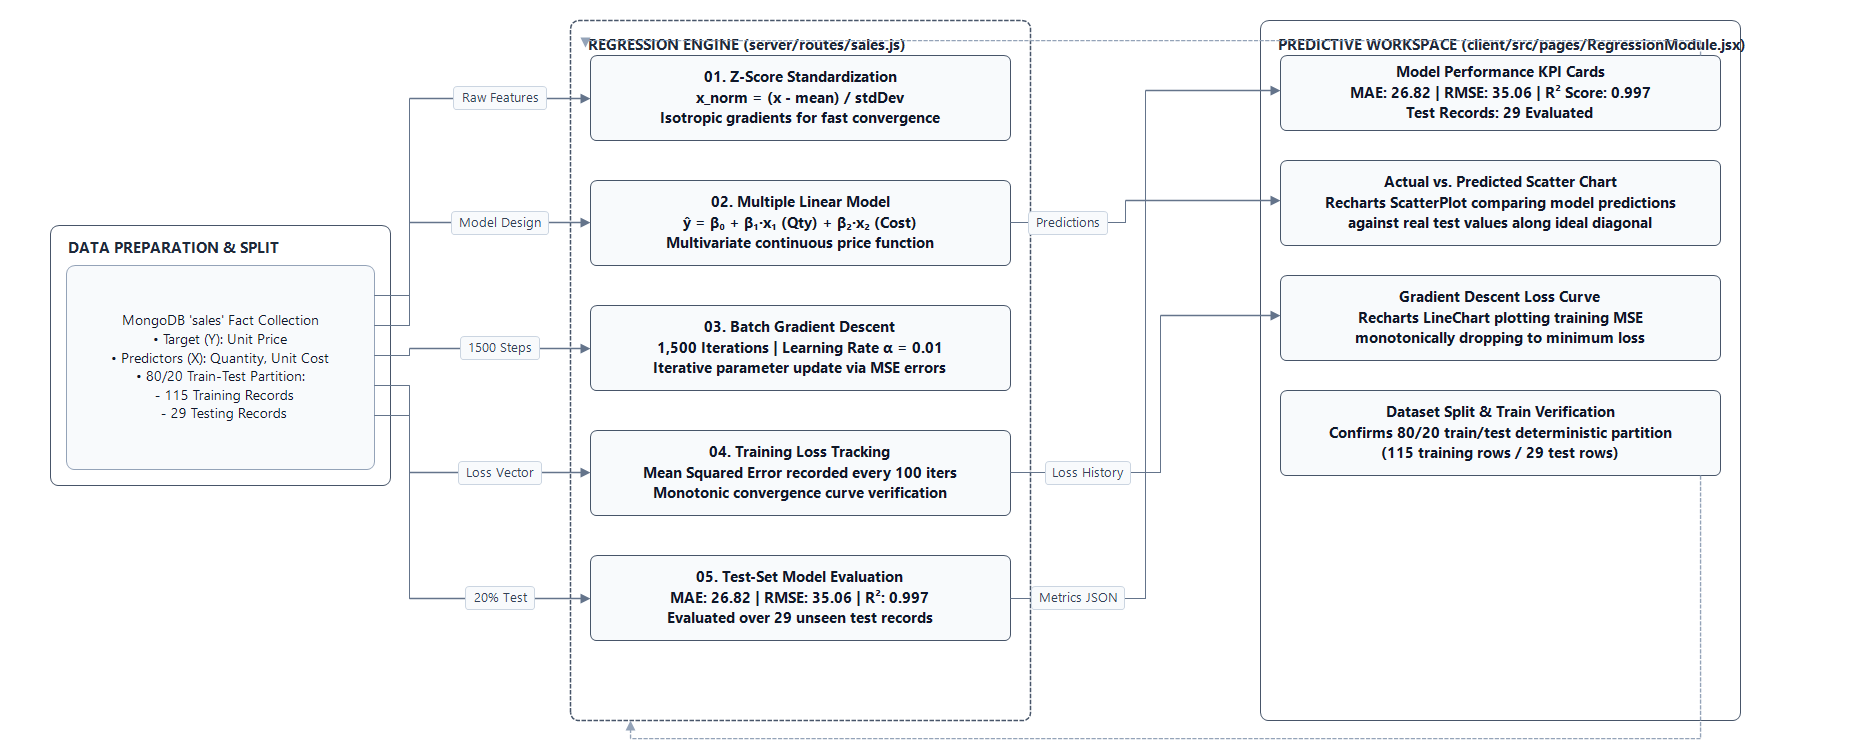 DATA PREPARATION & SPLIT
MongoDB 'sales' Fact Collection
• Target (Y): Unit Price
• Predictors (X): Quantity, Unit Cost
• 80/20 Train-Test Partition:
- 115 Training Records
- 29 Testing Records
Raw Features
Model Design
1500 Steps
Loss Vector
20% Test
REGRESSION ENGINE (server/routes/sales.js)
01. Z-Score Standardization
x_norm = (x - mean) / stdDev
Isotropic gradients for fast convergence
02. Multiple Linear Model
ŷ = β₀ + β₁·x₁ (Qty) + β₂·x₂ (Cost)
Multivariate continuous price function
03. Batch Gradient Descent
1,500 Iterations | Learning Rate α = 0.01
Iterative parameter update via MSE errors
04. Training Loss Tracking
Mean Squared Error recorded every 100 iters
Monotonic convergence curve verification
05. Test-Set Model Evaluation
MAE: 26.82 | RMSE: 35.06 | R²: 0.997
Evaluated over 29 unseen test records
Predictions
Loss History
Metrics JSON
PREDICTIVE WORKSPACE (client/src/pages/RegressionModule.jsx)
Model Performance KPI Cards
MAE: 26.82 | RMSE: 35.06 | R² Score: 0.997
Test Records: 29 Evaluated
Actual vs. Predicted Scatter Chart
Recharts ScatterPlot comparing model predictions
against real test values along ideal diagonal
Gradient Descent Loss Curve
Recharts LineChart plotting training MSE
monotonically dropping to minimum loss
Dataset Split & Train Verification
Confirms 80/20 train/test deterministic partition
(115 training rows / 29 test rows)